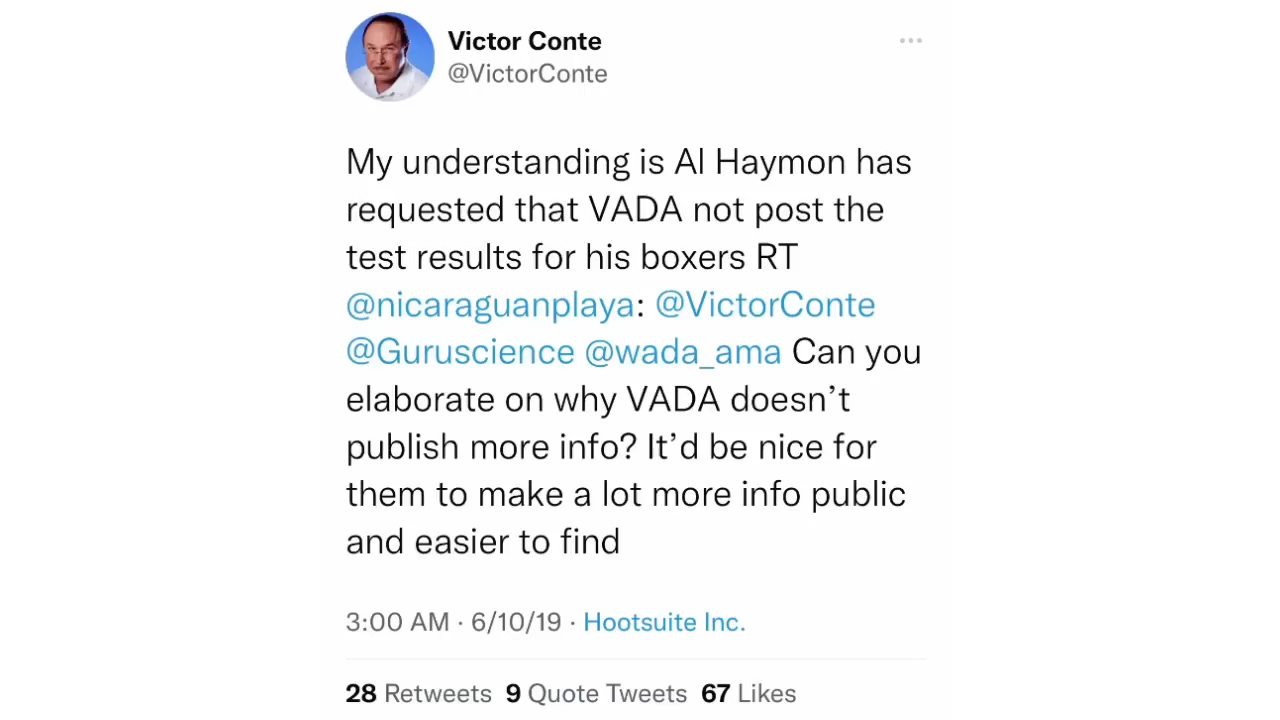 Victor Conte
@VictorConte
My understanding is Al Haymon has
requested that VADA not post the
test results for his boxers RT
@nicaraguanplaya: @VictorConte
@Guruscience @wada_ama Can you
elaborate on why VADA doesn’t
publish more info? It’d be nice for
them to make a lot more info public
and easier to find
3:00 AM · 6/10/19 · Hootsuite Inc.
28 Retweets 9 Quote Tweets 67 Likes